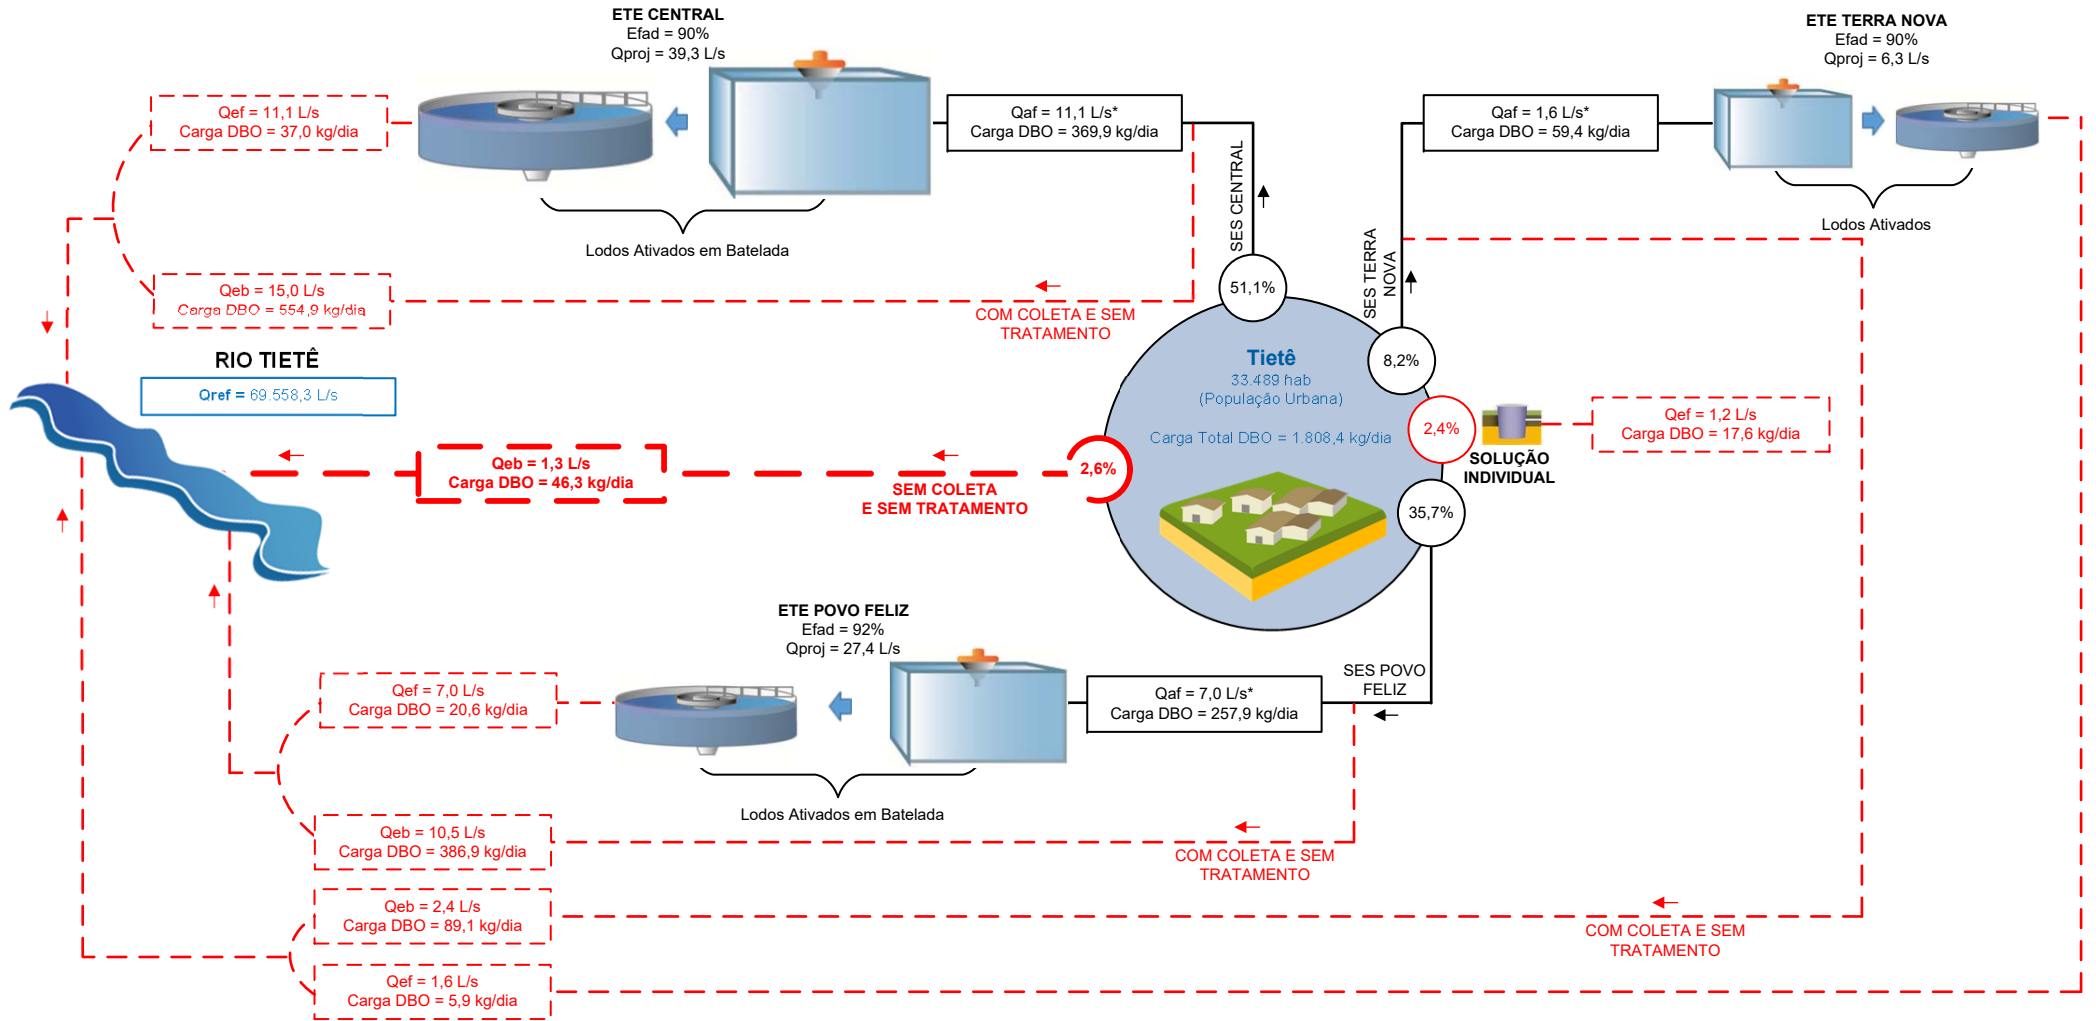 ETE CENTRAL
Efad = 90%
Qproj = 39,3 L/s
ETE TERRA NOVA
Efad = 90%
Qproj = 6,3 L/s
Qef = 11,1 L/s
Carga DBO = 37,0 kg/dia
Qaf = 11,1 L/s*
Carga DBO = 369,9 kg/dia
Qaf = 1,6 L/s*
Carga DBO = 59,4 kg/dia
Lodos Ativados em Batelada
SES CENTRAL
Lodos Ativados
SES TERRA
NOVA
Qeb = 15,0 L/s
Carga DBO = 554,9 kg/dia
51,1%
COM COLETA E SEM
TRATAMENTO
RIO TIETÊ
Qref = 69.558,3 L/s
Tietê
33.489 hab
(População Urbana)
Carga Total DBO = 1.808,4 kg/dia
8,2%
2,4%
Qef = 1,2 L/s
Carga DBO = 17,6 kg/dia
SOLUÇÃO
INDIVIDUAL
Qeb = 1,3 L/s
Carga DBO = 46,3 kg/dia
2,6%
SEM COLETA
E SEM TRATAMENTO
35,7%
ETE POVO FELIZ
Efad = 92%
Qproj = 27,4 L/s
SES POVO
FELIZ
Qef = 7,0 L/s
Carga DBO = 20,6 kg/dia
Qaf = 7,0 L/s*
Carga DBO = 257,9 kg/dia
Lodos Ativados em Batelada
Qeb = 10,5 L/s
Carga DBO = 386,9 kg/dia
COM COLETA E SEM
TRATAMENTO
Qeb = 2,4 L/s
Carga DBO = 89,1 kg/dia
COM COLETA E SEM
TRATAMENTO
Qef = 1,6 L/s
Carga DBO = 5,9 kg/dia